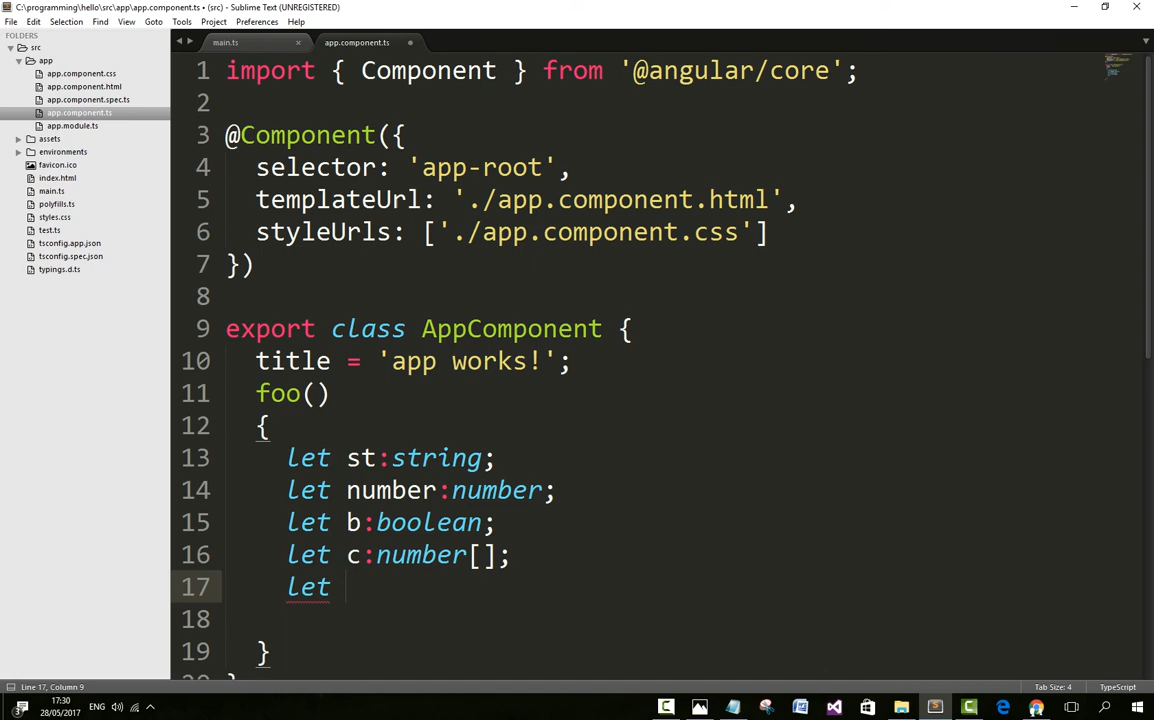 C:\programming\hello\src\app\app.component.ts • (src) - Sublime Text (UNREGISTERED)
File Edit Selection Find View Goto Tools Project Preferences Help
FOLDERS
src
app
app.component.css
app.component.html
app.component.spec.ts
app.component.ts
app.module.ts
assets
environments
favicon.ico
index.html
main.ts
polyfills.ts
styles.css
test.ts
tsconfig.app.json
tsconfig.spec.json
typings.d.ts
main.ts × app.component.ts
1 import { Component } from '@angular/core';
2
3 @Component({
4 selector: 'app-root',
5 templateUrl: './app.component.html',
6 styleUrls: ['./app.component.css']
7 })
8
9 export class AppComponent {
10 title = 'app works!';
11 foo()
12 {
13 let st:string;
14 let number:number;
15 let b:boolean;
16 let c:number[];
17 let
18
19 }
20 }
Line 17, Column 9 Tab Size: 4 TypeScript
3 17:30 ENG
28/05/2017